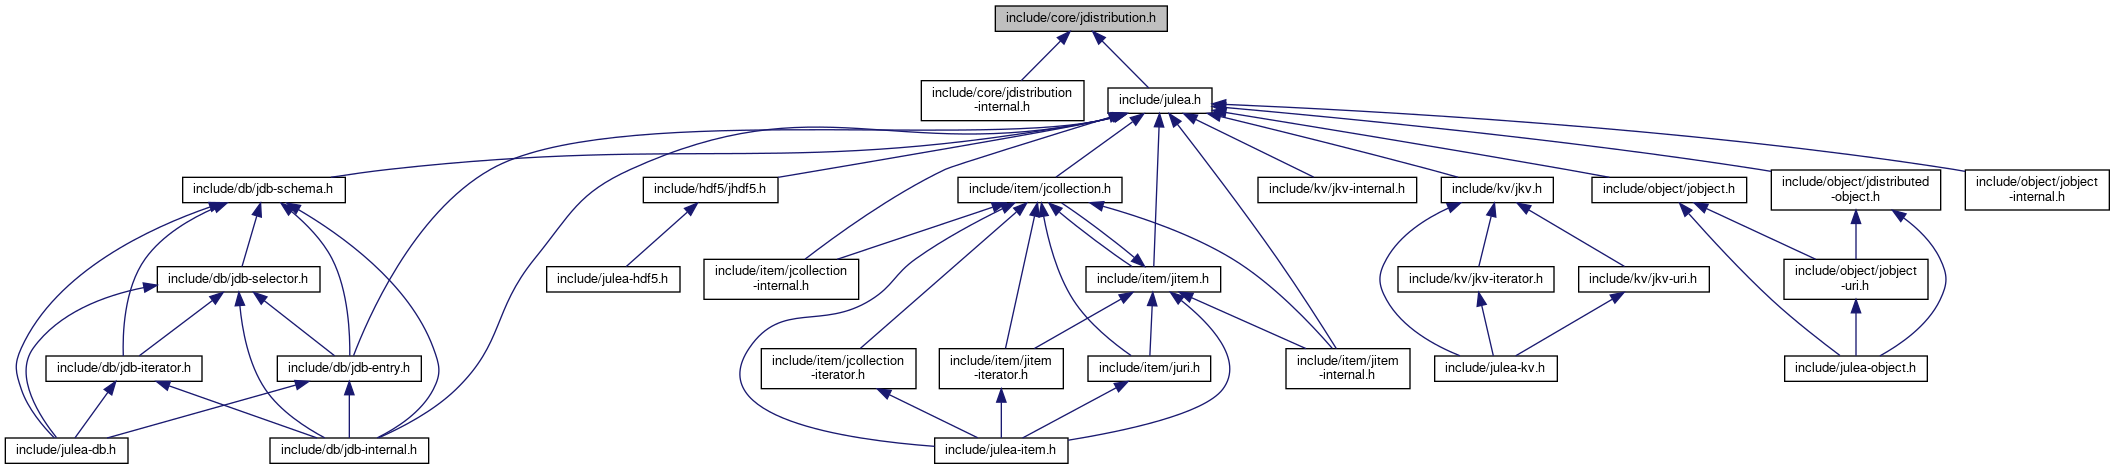 include/core/jdistribution.h
include/core/jdistribution
-internal.h
include/julea.h
include/db/jdb-schema.h
include/hdf5/jhdf5.h
include/item/jcollection.h
include/kv/jkv-internal.h
include/kv/jkv.h
include/object/jobject.h
include/object/jdistributed
-object.h
include/object/jobject
-internal.h
include/db/jdb-selector.h
include/julea-hdf5.h
include/item/jcollection
-internal.h
include/item/jitem.h
include/kv/jkv-iterator.h
include/kv/jkv-uri.h
include/object/jobject
-uri.h
include/db/jdb-iterator.h
include/db/jdb-entry.h
include/item/jcollection
-iterator.h
include/item/jitem
-iterator.h
include/item/juri.h
include/item/jitem
-internal.h
include/julea-kv.h
include/julea-object.h
include/julea-db.h
include/db/jdb-internal.h
include/julea-item.h